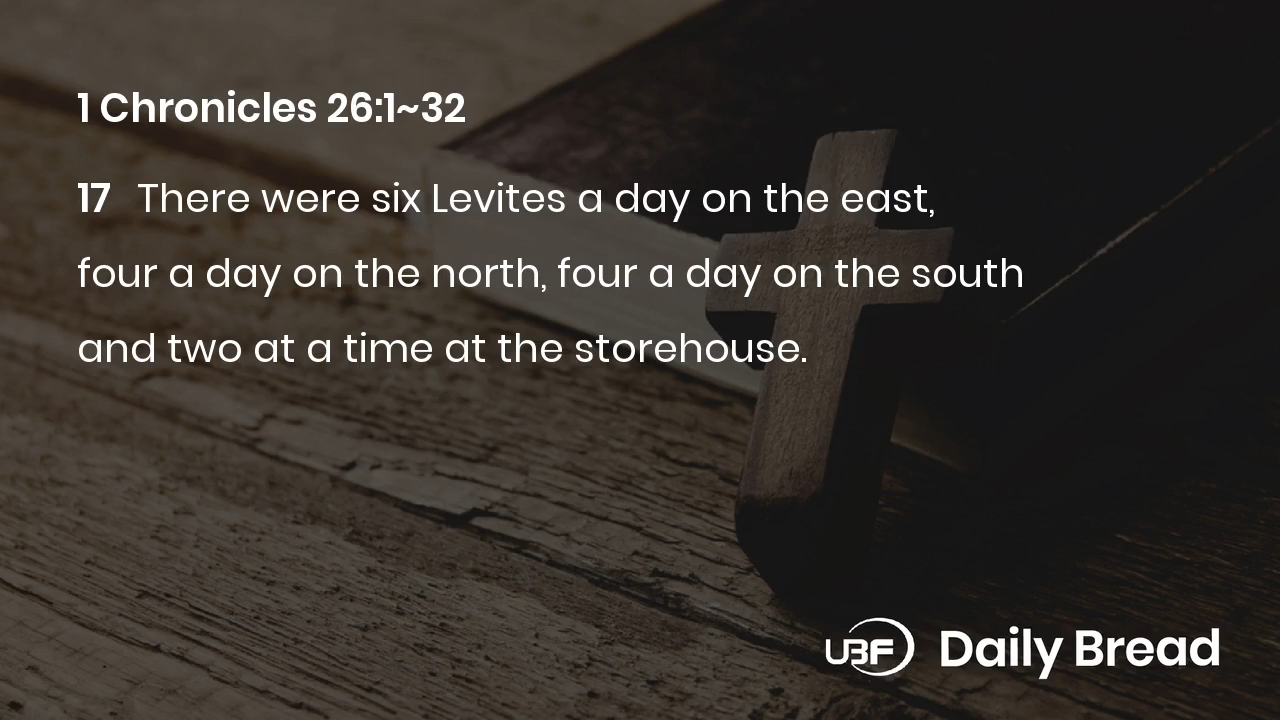 1 Chronicles 26:1~32
17 There were six Levites a day on the east,
four a day on the north, four a day on the south
and two at a time at the storehouse.
UBF Daily Bread